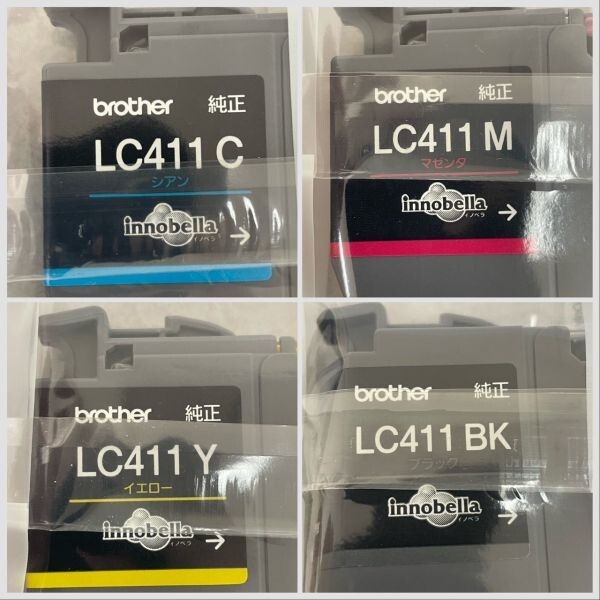 brother 純正
LC411 C
シアン
innobella
イノベラ
brother 純正
LC411 M
マゼンタ
innobella
イノベラ
brother 純正
LC411 Y
イエロー
innobella
イノベラ
brother 純正
LC411 BK
ブラック
innobella
イノベラ